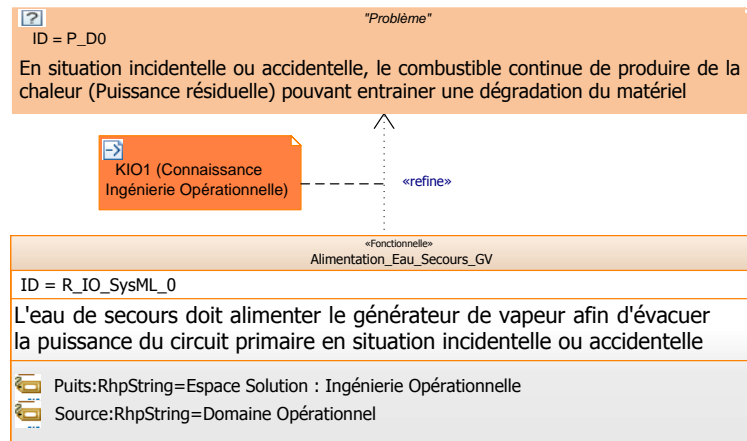 "Problème"
ID = P_D0
En situation incidentelle ou accidentelle, le combustible continue de produire de la
chaleur (Puissance résiduelle) pouvant entrainer une dégradation du matériel
KIO1 (Connaissance
Ingénierie Opérationnelle)
«refine»
«Fonctionnelle»
Alimentation_Eau_Secours_GV
ID = R_IO_SysML_0
L'eau de secours doit alimenter le générateur de vapeur afin d'évacuer
la puissance du circuit primaire en situation incidentelle ou accidentelle
Puits:RhpString=Espace Solution : Ingénierie Opérationnelle
Source:RhpString=Domaine Opérationnel